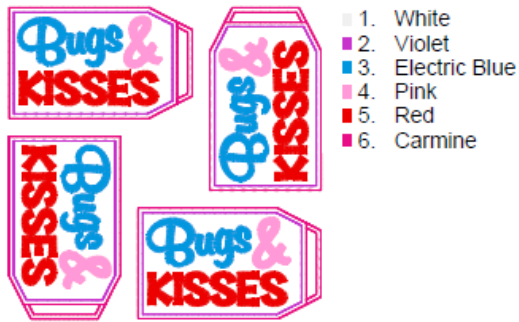 Bugs &
KISSES
Bugs &
KISSES
Bugs &
KISSES
Bugs &
KISSES
1. White
2. Violet
3. Electric Blue
4. Pink
5. Red
6. Carmine